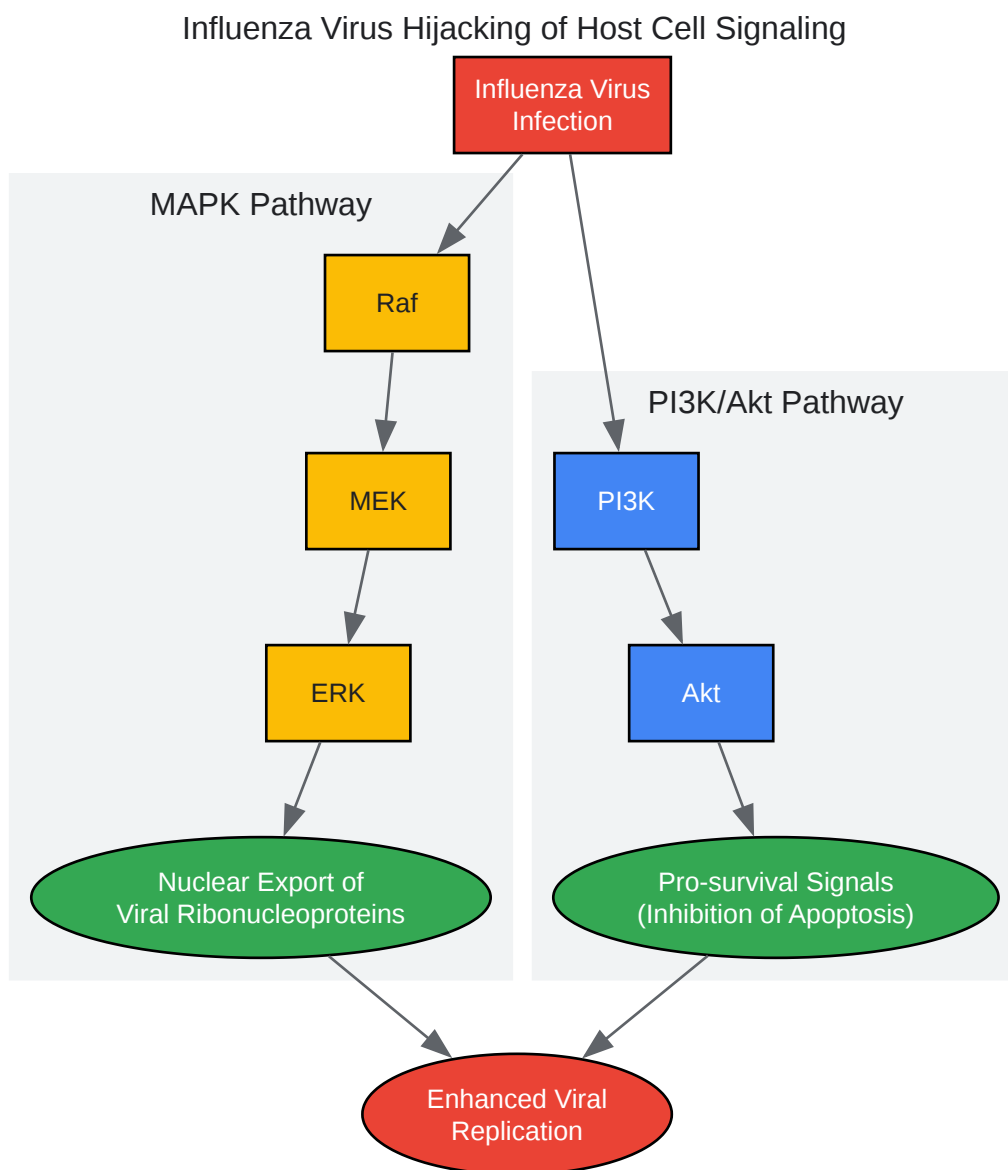 Influenza Virus Hijacking of Host Cell Signaling
Influenza Virus
Infection
MAPK Pathway
Raf
PI3K/Akt Pathway
MEK
PI3K
ERK
Akt
Nuclear Export of
Viral Ribonucleoproteins
Pro-survival Signals
(Inhibition of Apoptosis)
Enhanced Viral
Replication